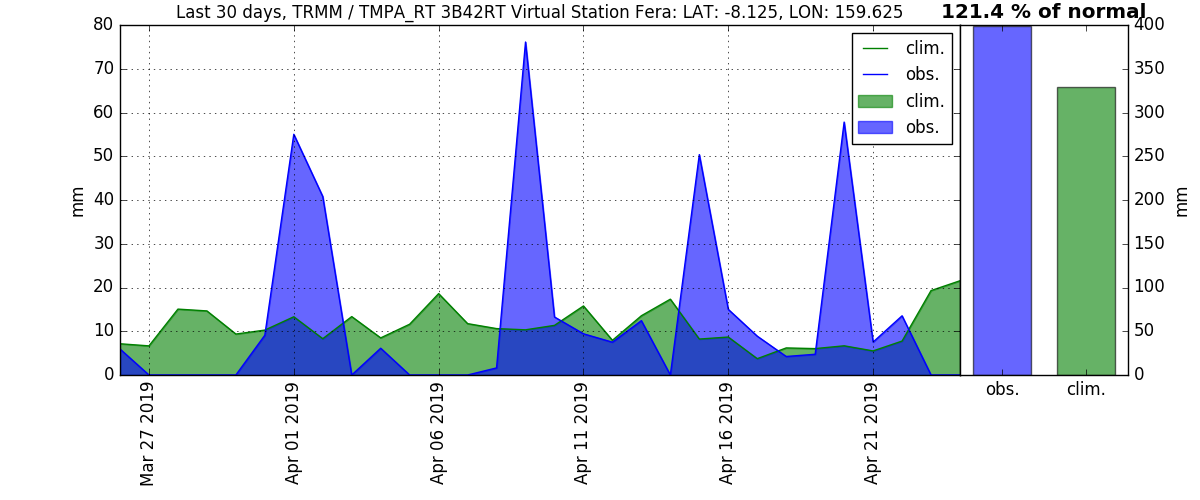 Last 30 days, TRMM / TMPA_RT 3B42RT Virtual Station Fera: LAT: -8.125, LON: 159.625
121.4 % of normal
80
70
60
50
40
30
20
10
0
mm
clim.
obs.
clim.
obs.
Mar 27 2019
Apr 01 2019
Apr 06 2019
Apr 11 2019
Apr 16 2019
Apr 21 2019
400
350
300
250
200
150
100
50
0
mm
obs.
clim.